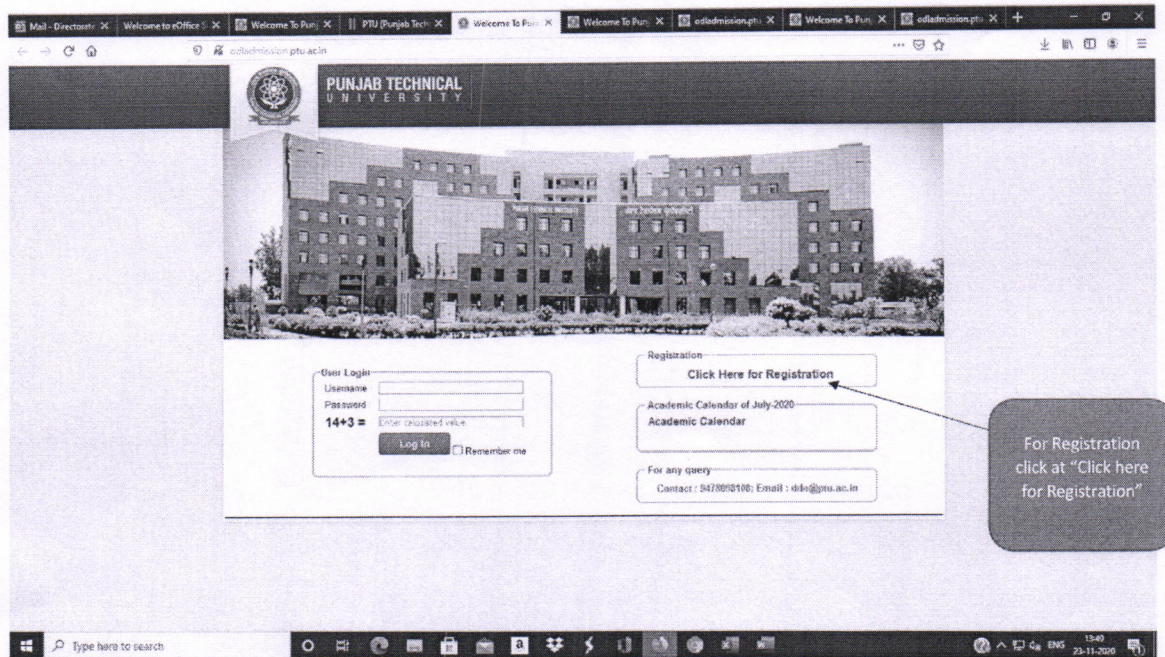 Mail - Directorate
Welcome to eOffice S
Welcome To Punj
PTU (Punjab Tech
Welcome To Punj
Welcome To Punj
odladmission.ptu
Welcome To Punj
odladmission.ptu
odladmission.ptu.ac.in
PUNJAB TECHNICAL
UNIVERSITY
User Login
Username
Password
14+3 =
Enter calculated value
Log In
Remember me
Registration
Click Here for Registration
Academic Calendar of July-2020
Academic Calendar
For any query
Contact : 9478098108; Email : dde@ptu.ac.in
For Registration
click at “Click here
for Registration”
Type here to search
ENG
13:49
23-11-2020